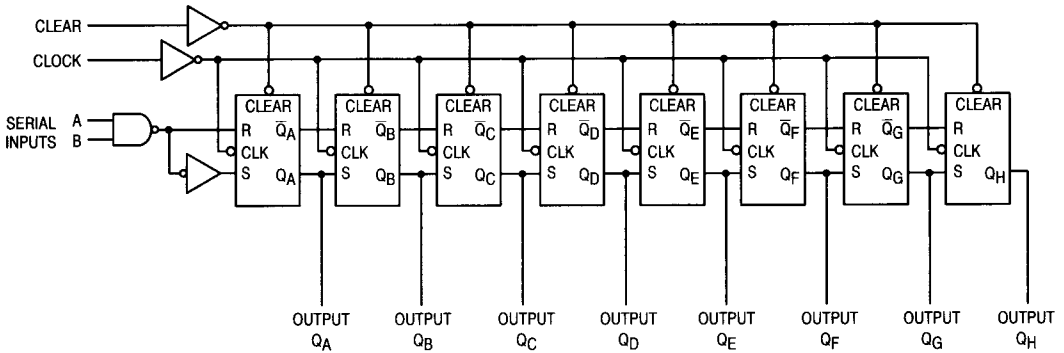 CLEAR
CLOCK
SERIAL A
INPUTS B
CLEAR CLEAR CLEAR CLEAR CLEAR CLEAR CLEAR CLEAR
R Q̅A R Q̅B R Q̅C R Q̅D R Q̅E R Q̅F R Q̅G R
CLK CLK CLK CLK CLK CLK CLK CLK
S QA S QB S QC S QD S QE S QF S QG S QH
OUTPUT OUTPUT OUTPUT OUTPUT OUTPUT OUTPUT OUTPUT OUTPUT
QA QB QC QD QE QF QG QH